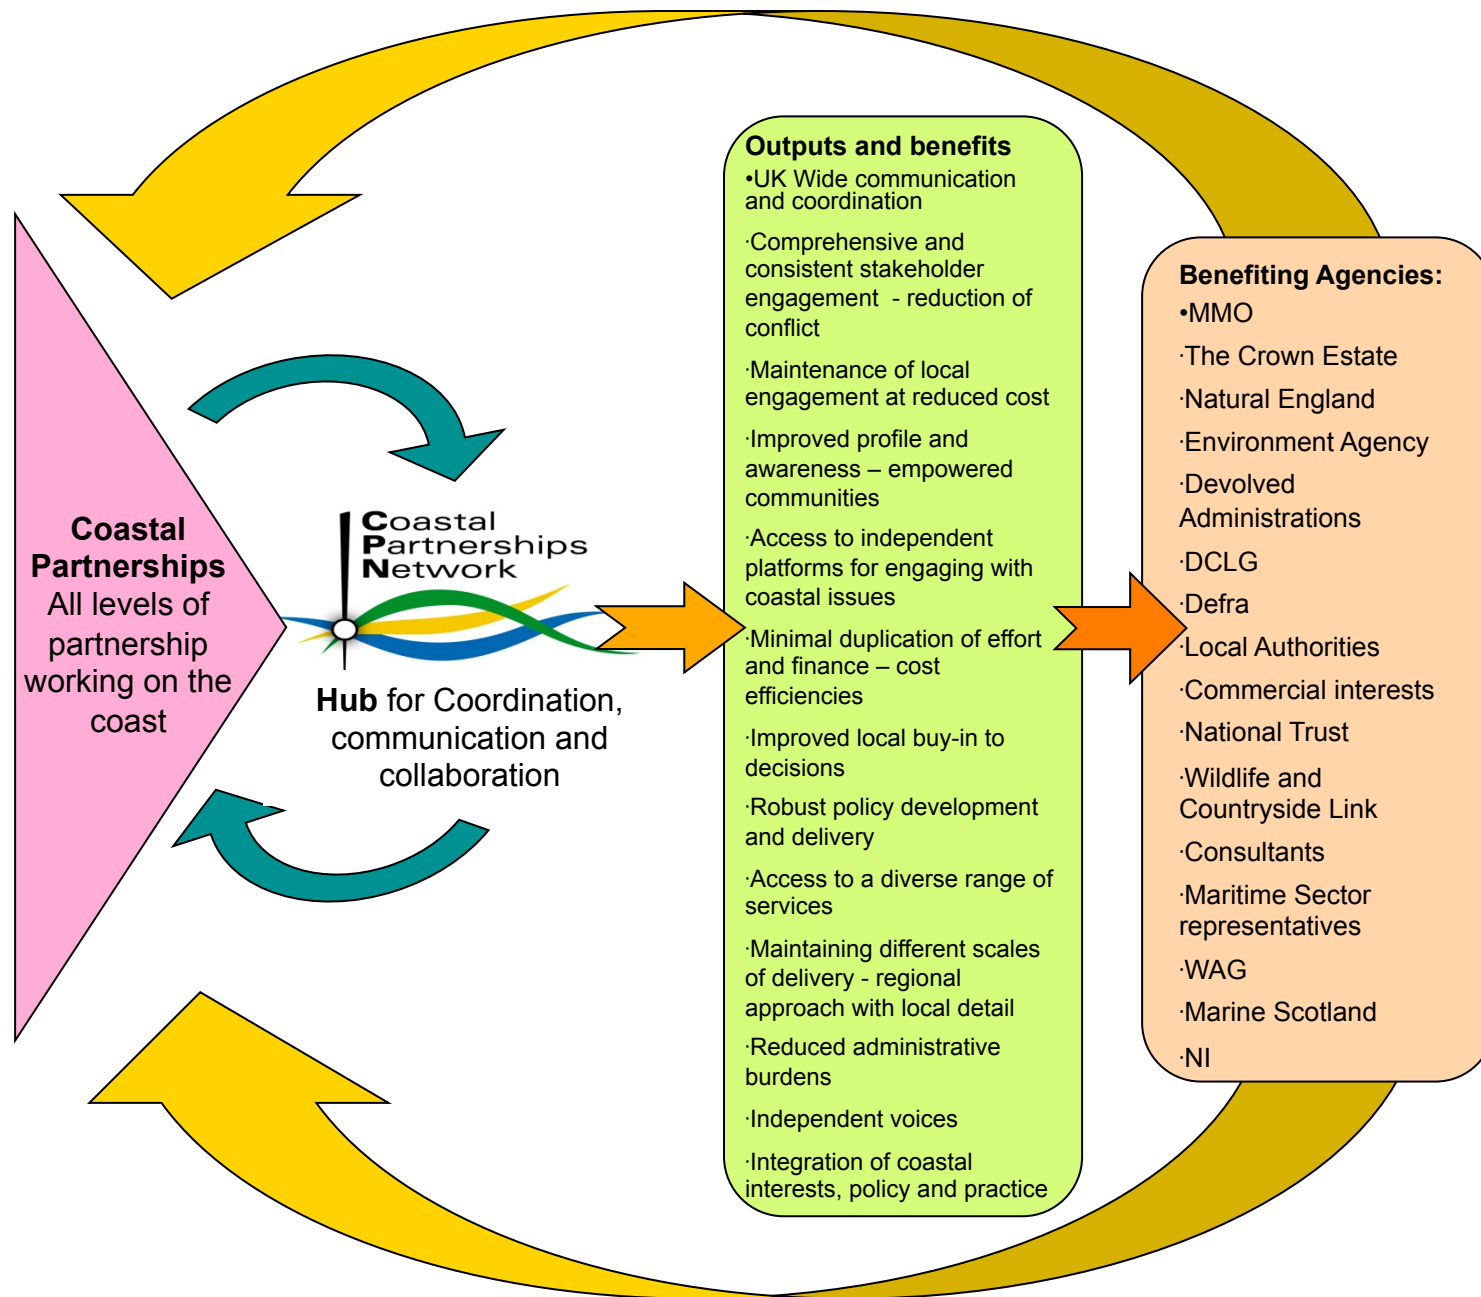 Coastal
Partnerships
All levels of
partnership
working on the
coast
Coastal
Partnerships
Network
Hub for Coordination,
communication and
collaboration
Outputs and benefits
•UK Wide communication
and coordination
·Comprehensive and
consistent stakeholder
engagement - reduction of
conflict
·Maintenance of local
engagement at reduced cost
·Improved profile and
awareness – empowered
communities
·Access to independent
platforms for engaging with
coastal issues
·Minimal duplication of effort
and finance – cost
efficiencies
·Improved local buy-in to
decisions
·Robust policy development
and delivery
·Access to a diverse range of
services
·Maintaining different scales
of delivery - regional
approach with local detail
·Reduced administrative
burdens
·Independent voices
·Integration of coastal
interests, policy and practice
Benefiting Agencies:
•MMO
·The Crown Estate
·Natural England
·Environment Agency
·Devolved
Administrations
·DCLG
·Defra
·Local Authorities
·Commercial interests
·National Trust
·Wildlife and
Countryside Link
·Consultants
·Maritime Sector
representatives
·WAG
·Marine Scotland
·NI